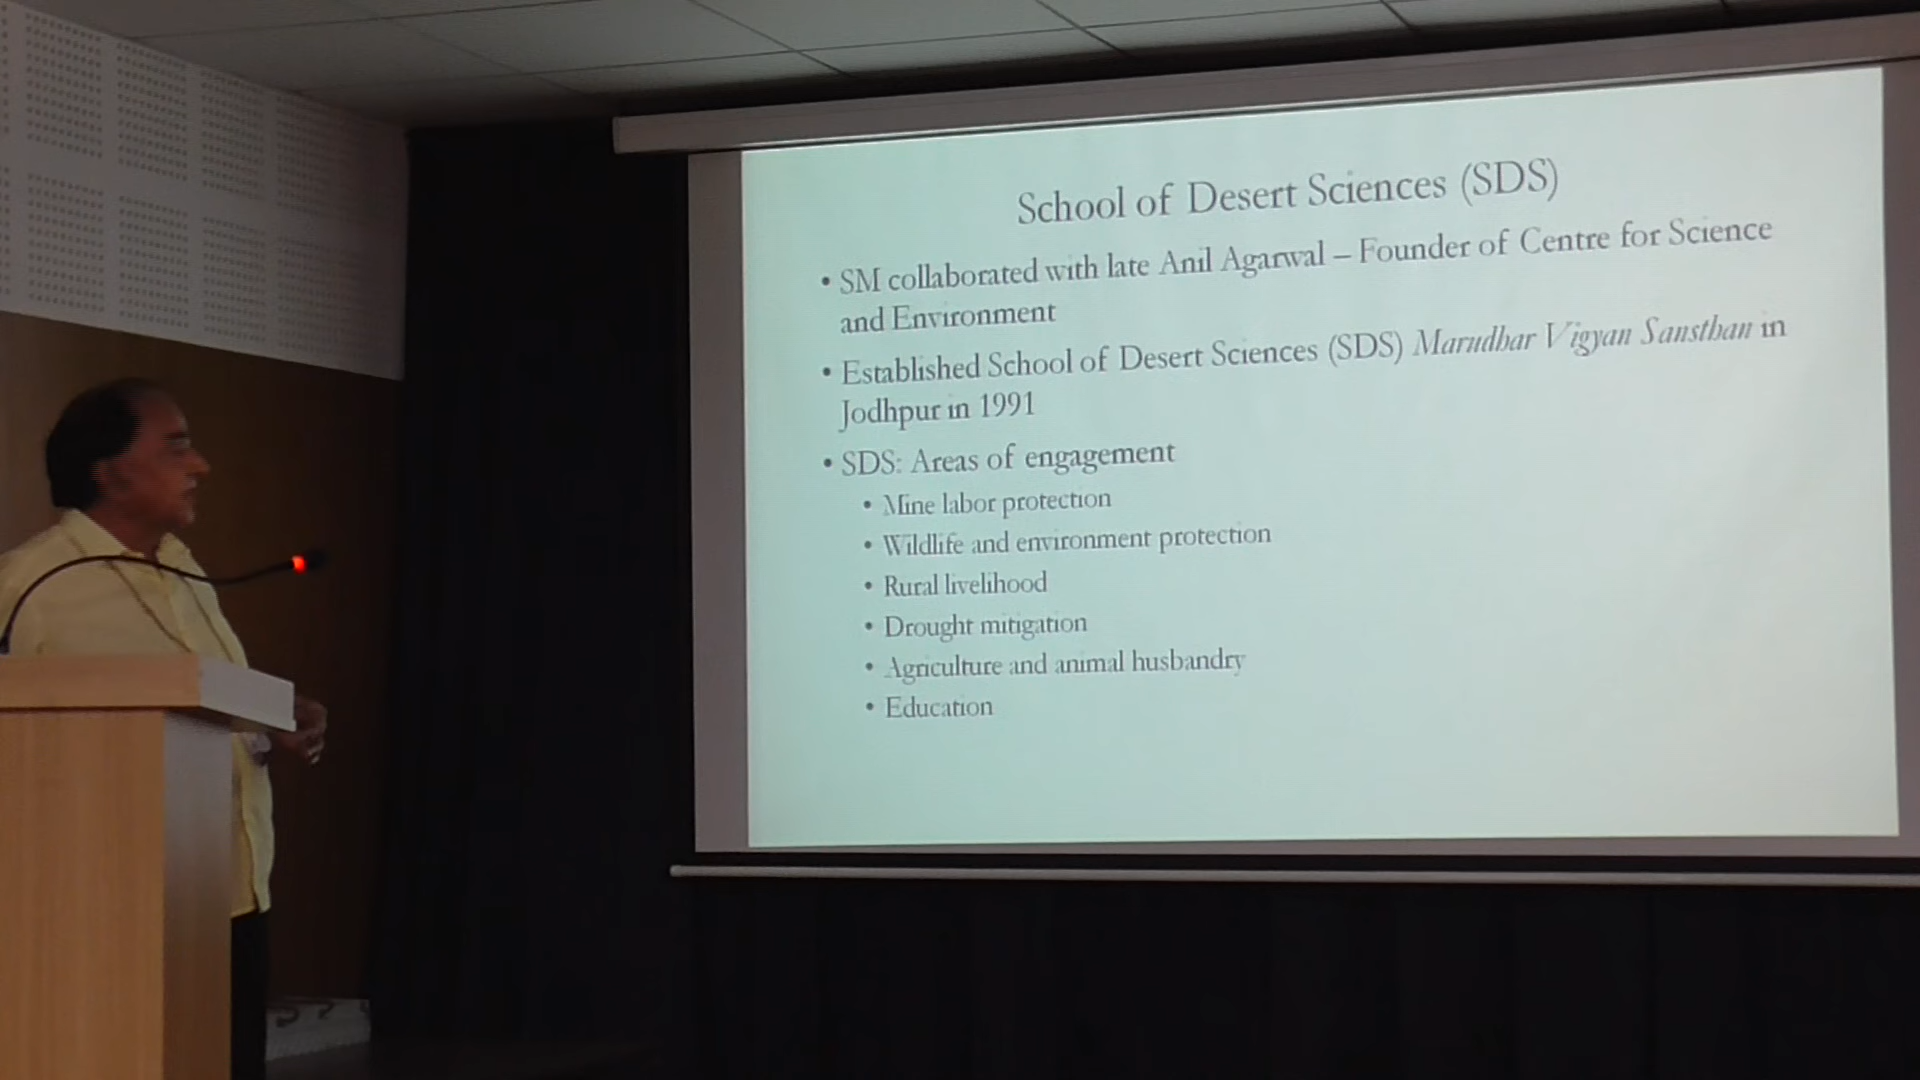 School of Desert Sciences (SDS)
• SM collaborated with late Anil Agarwal – Founder of Centre for Science
and Environment
• Established School of Desert Sciences (SDS) Marudhar Vigyan Sansthan in
Jodhpur in 1991
• SDS: Areas of engagement
• Mine labor protection
• Wildlife and environment protection
• Rural livelihood
• Drought mitigation
• Agriculture and animal husbandry
• Education